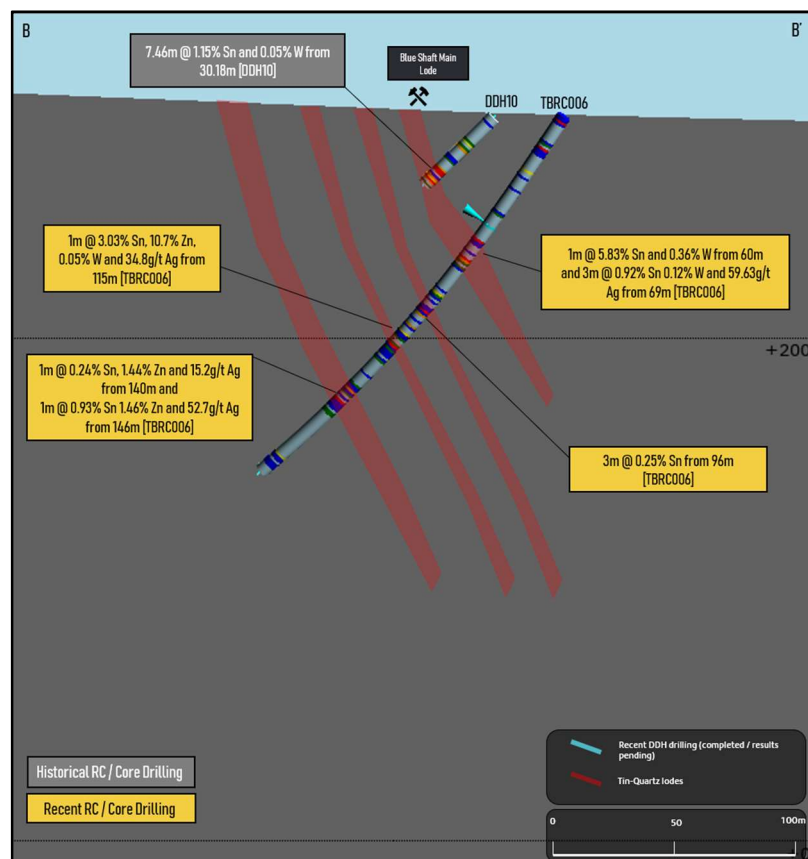 B
B'
7.46m @ 1.15% Sn and 0.05% W from
30.18m [DDH10]
Blue Shaft Main
Lode
DDH10
TBRC006
1m @ 3.03% Sn, 10.7% Zn,
0.05% W and 34.8g/t Ag from
115m [TBRC006]
1m @ 5.83% Sn and 0.36% W from 60m
and 3m @ 0.92% Sn 0.12% W and 59.63g/t
Ag from 69m [TBRC006]
+200
1m @ 0.24% Sn, 1.44% Zn and 15.2g/t Ag
from 140m and
1m @ 0.93% Sn 1.46% Zn and 52.7g/t Ag
from 146m [TBRC006]
3m @ 0.25% Sn from 96m
[TBRC006]
Recent DDH drilling (completed / results
pending)
Tin-Quartz lodes
Historical RC / Core Drilling
Recent RC / Core Drilling
0
50
100m